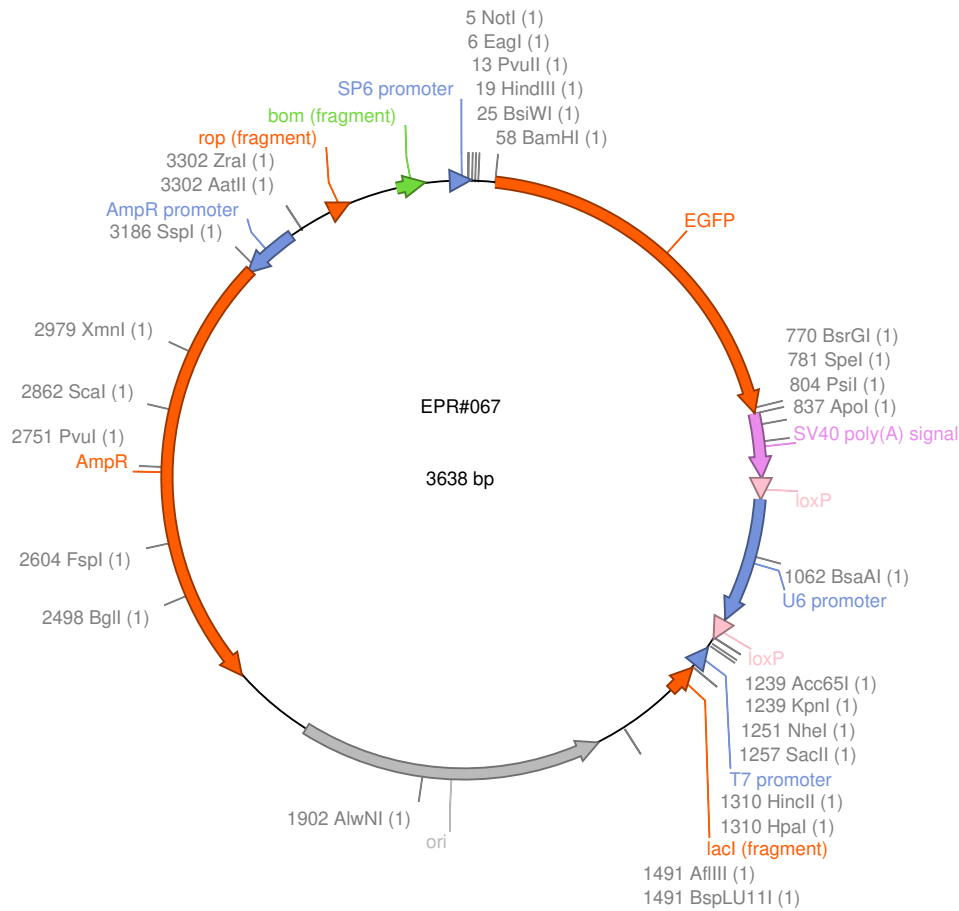 5 NotI (1)
6 EagI (1)
13 PvuII (1)
SP6 promoter
19 HindIII (1)
bom (fragment)
25 BsiWI (1)
rop (fragment)
58 BamHI (1)
3302 ZraI (1)
3302 AatII (1)
AmpR promoter
3186 SspI (1)
EGFP
2979 XmnI (1)
770 BsrGI (1)
781 SpeI (1)
804 PsiI (1)
837 ApoI (1)
2862 ScaI (1)
EPR#067
SV40 poly(A) signal
2751 PvuI (1)
AmpR
3638 bp
loxP
2604 FspI (1)
1062 BsaAI (1)
U6 promoter
2498 BglI (1)
loxP
1239 Acc65I (1)
1239 KpnI (1)
1251 NheI (1)
1257 SacII (1)
T7 promoter
1310 HincII (1)
1902 AlwNI (1)
1310 HpaI (1)
ori
lacI (fragment)
1491 AflIII (1)
1491 BspLU11I (1)